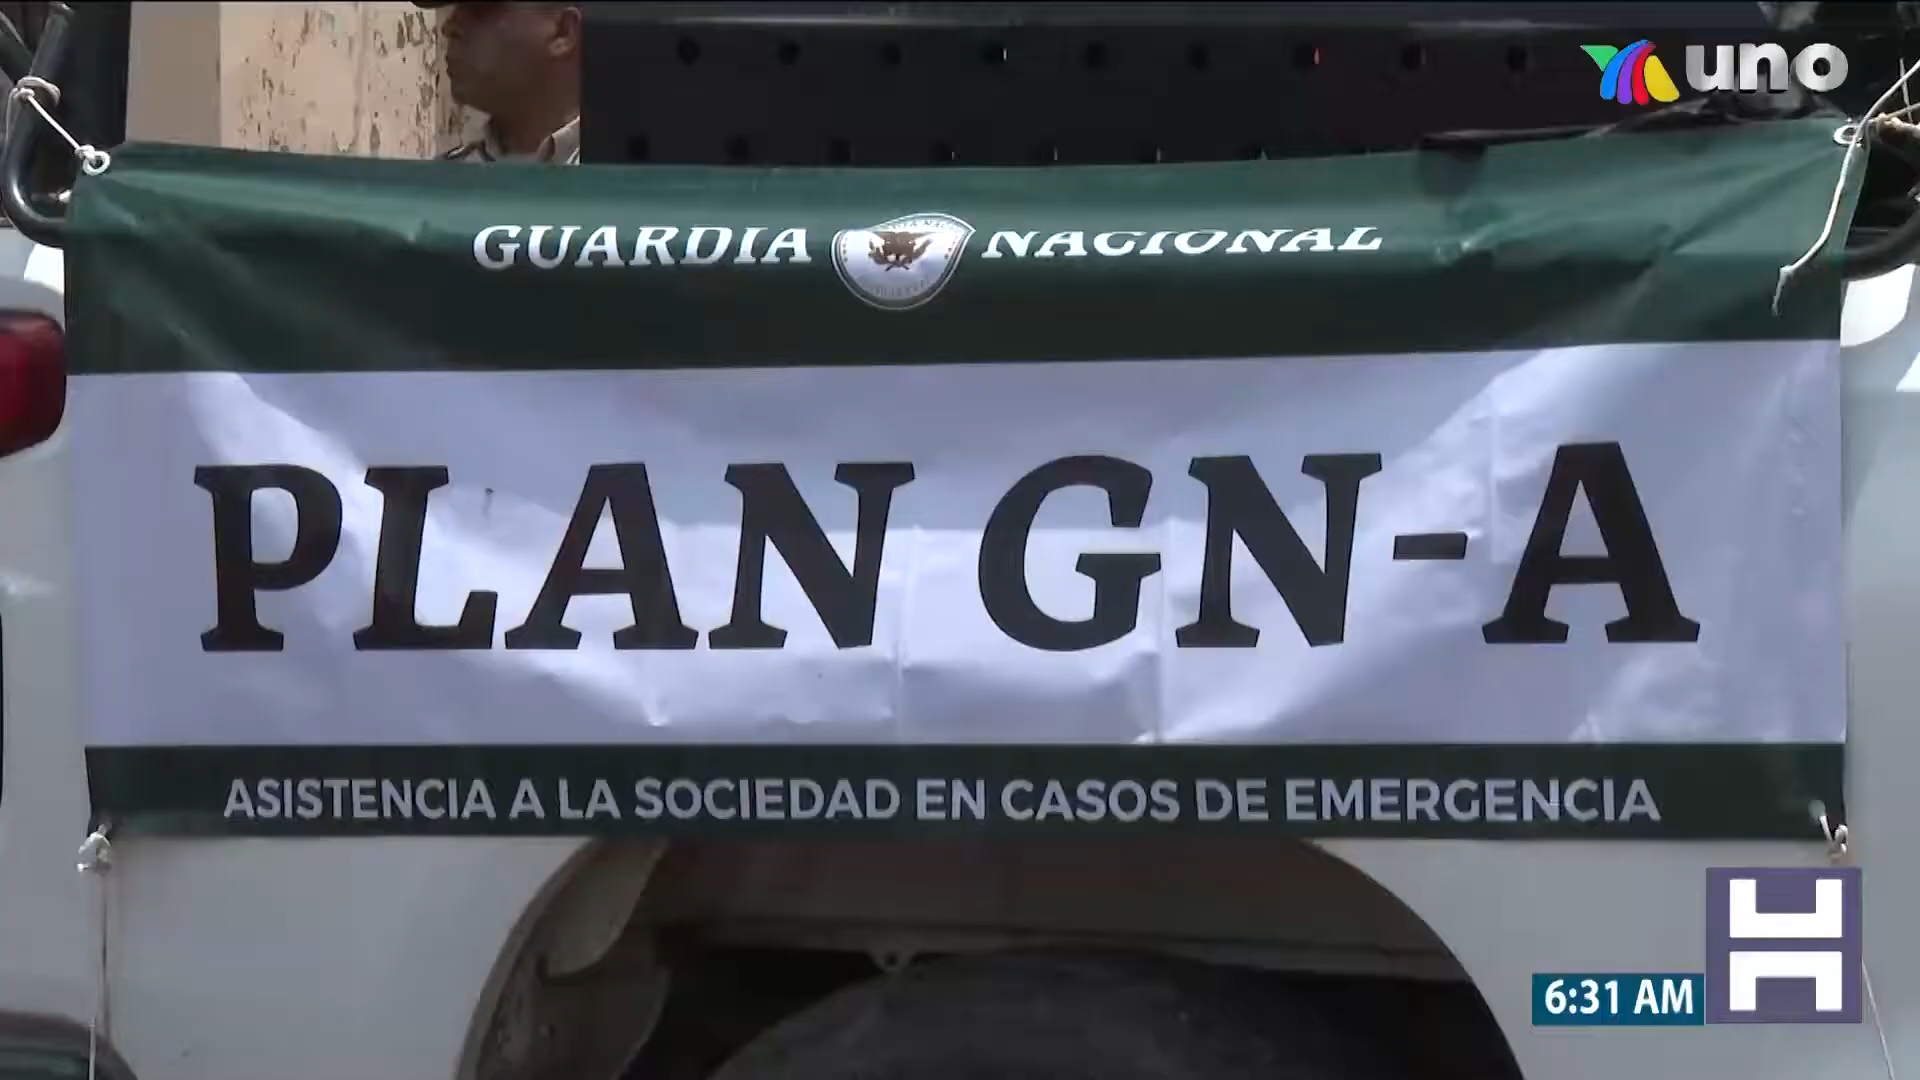 uno
GUARDIA NACIONAL
PLAN GN-A
ASISTENCIA A LA SOCIEDAD EN CASOS DE EMERGENCIA
6:31 AM
H